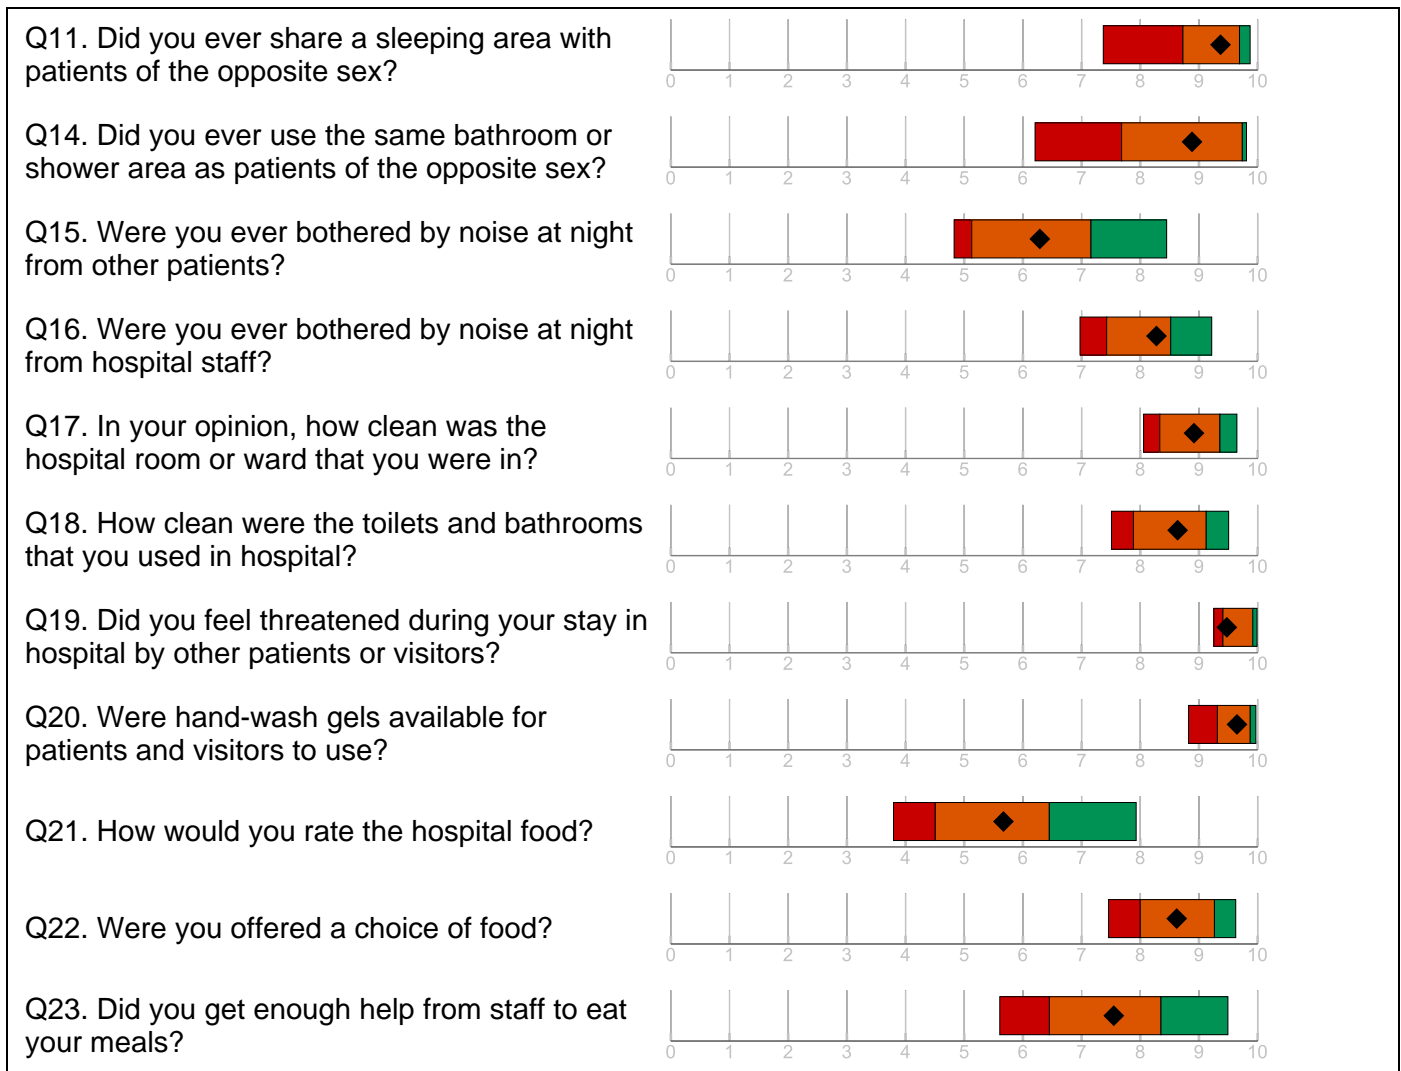 Q11. Did you ever share a sleeping area with
patients of the opposite sex?
0 1 2 3 4 5 6 7 8 9 10
Q14. Did you ever use the same bathroom or
shower area as patients of the opposite sex?
0 1 2 3 4 5 6 7 8 9 10
Q15. Were you ever bothered by noise at night
from other patients?
0 1 2 3 4 5 6 7 8 9 10
Q16. Were you ever bothered by noise at night
from hospital staff?
0 1 2 3 4 5 6 7 8 9 10
Q17. In your opinion, how clean was the
hospital room or ward that you were in?
0 1 2 3 4 5 6 7 8 9 10
Q18. How clean were the toilets and bathrooms
that you used in hospital?
0 1 2 3 4 5 6 7 8 9 10
Q19. Did you feel threatened during your stay in
hospital by other patients or visitors?
0 1 2 3 4 5 6 7 8 9 10
Q20. Were hand-wash gels available for
patients and visitors to use?
0 1 2 3 4 5 6 7 8 9 10
Q21. How would you rate the hospital food?
0 1 2 3 4 5 6 7 8 9 10
Q22. Were you offered a choice of food?
0 1 2 3 4 5 6 7 8 9 10
Q23. Did you get enough help from staff to eat
your meals?
0 1 2 3 4 5 6 7 8 9 10